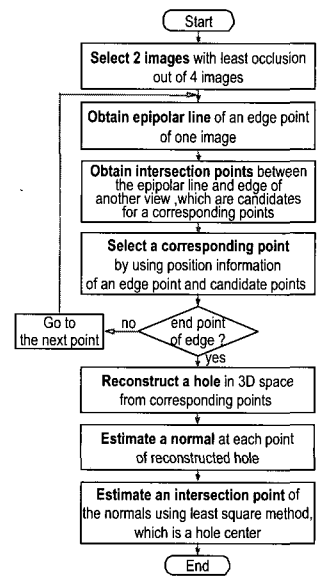 Start
Select 2 images with least occlusion
out of 4 images
Obtain epipolar line of an edge point
of one image
Obtain intersection points between
the epipolar line and edge of
another view ,which are candidates
for a corresponding points
Select a corresponding point
by using position information
of an edge point and candidate points
Go to
the next point
no
end point
of edge ?
yes
Reconstruct a hole in 3D space
from corresponding points
Estimate a normal at each point
of reconstructed hole
Estimate an intersection point of
the normals using least square method,
which is a hole center
End